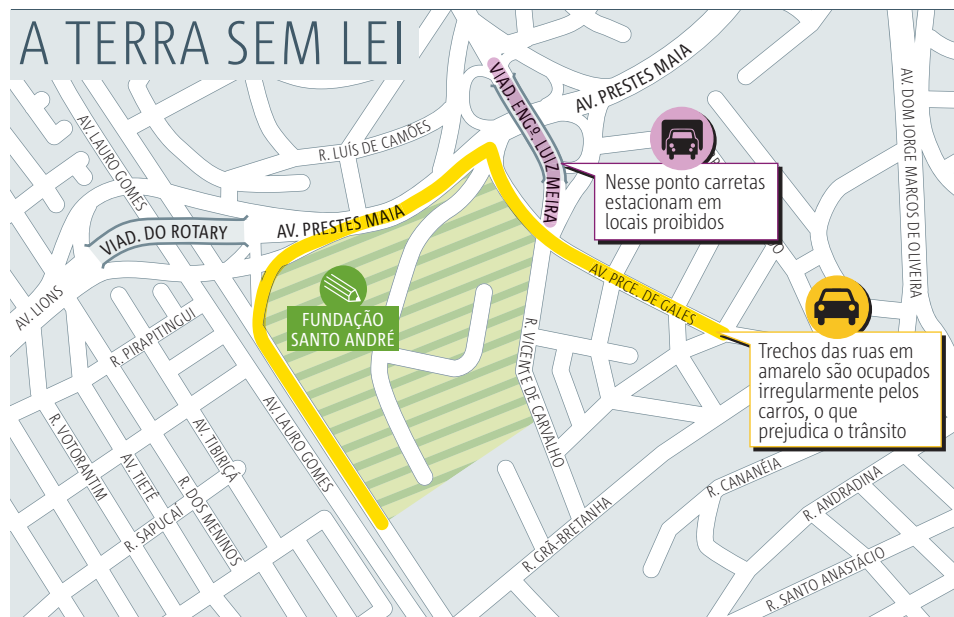 A TERRA SEM LEI
VIAD. ENGº. LUIZ MEIRA
AV. PRESTES MAIA
AV. DOM JORGE MARCOS DE OLIVEIRA
AV. LAURO GOMES
R. LUÍS DE CAMÕES
Nesse ponto carretas
estacionam em
locais proibidos
VIAD. DO ROTARY
AV. PRESTES MAIA
AV. LIONS
R. PIRAPITINGUI
FUNDAÇÃO
SANTO ANDRÉ
AV. PRCE. DE GALES
R. VICENTE DE CARVALHO
Trechos das ruas em
amarelo são ocupados
irregularmente pelos
carros, o que
prejudica o trânsito
AV. LAURO GOMES
R. VOTORANTIM
AV. TIETÊ
AV. TIBIRIÇÁ
R. DOS MENINOS
R. SAPUCAÍ
R. GRÃ-BRETANHA
R. CANANÉIA
R. ANDRADINA
R. SANTO ANASTÁCIO